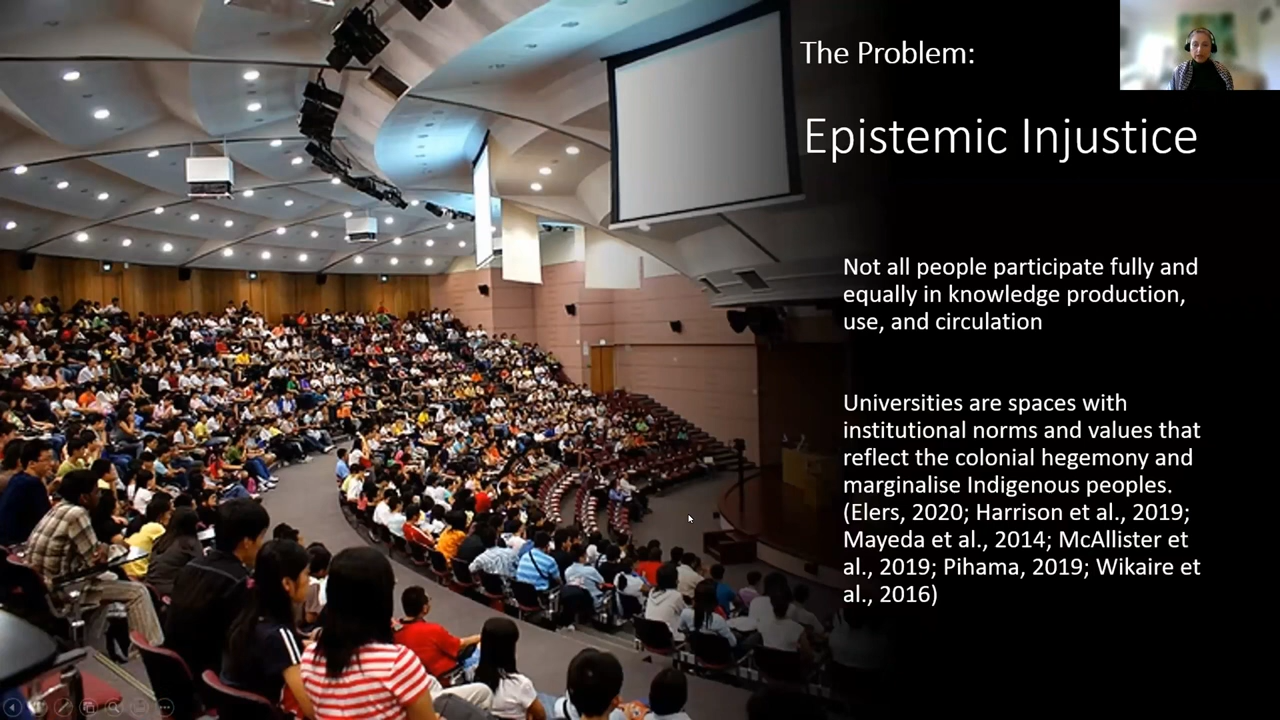 The Problem:
Epistemic Injustice
Not all people participate fully and
equally in knowledge production,
use, and circulation
Universities are spaces with
institutional norms and values that
reflect the colonial hegemony and
marginalise Indigenous peoples.
(Elers, 2020; Harrison et al., 2019;
Mayeda et al., 2014; McAllister et
al., 2019; Pihama, 2019; Wikaire et
al., 2016)